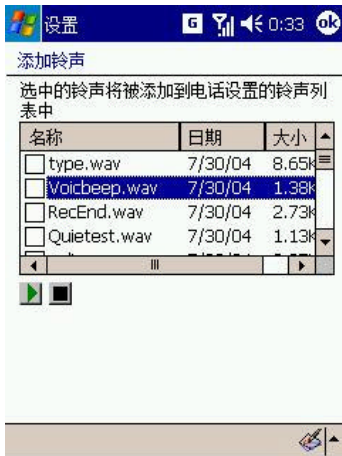 设置 G 0:33 ok
添加铃声
选中的铃声将被添加到电话设置的铃声列
表中
名称 日期 大小
type.wav 7/30/04 8.65k
Voicbeep.wav 7/30/04 1.38k
RecEnd.wav 7/30/04 2.73k
Quietest.wav 7/30/04 1.13k